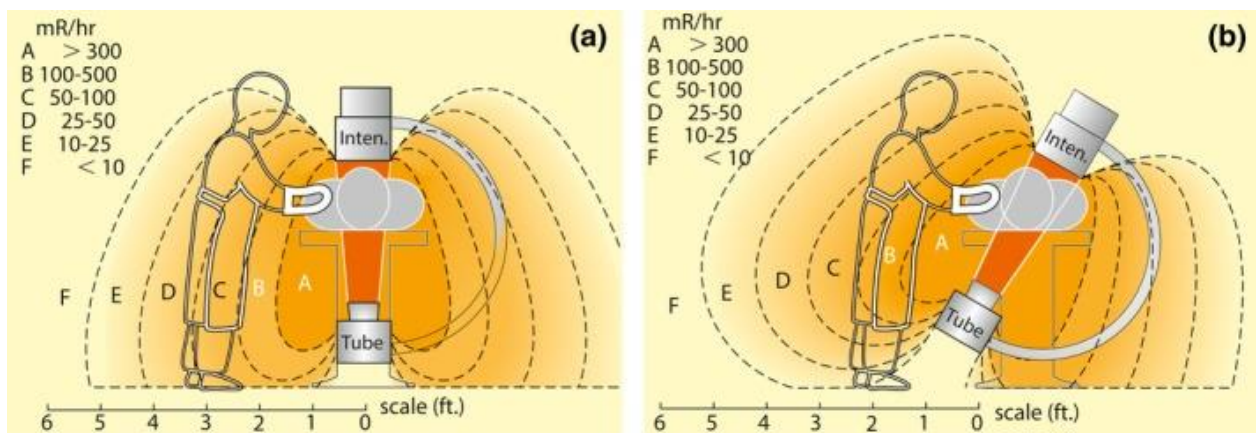 mR/hr
A > 300
B 100-500
C 50-100
D 25-50
E 10-25
F < 10
(a)
Inten.
F E D C B A
Tube
scale (ft.)
6 5 4 3 2 1 0
mR/hr
A > 300
B 100-500
C 50-100
D 25-50
E 10-25
F < 10
(b)
Inten.
F E D C B A
Tube
scale (ft.)
6 5 4 3 2 1 0